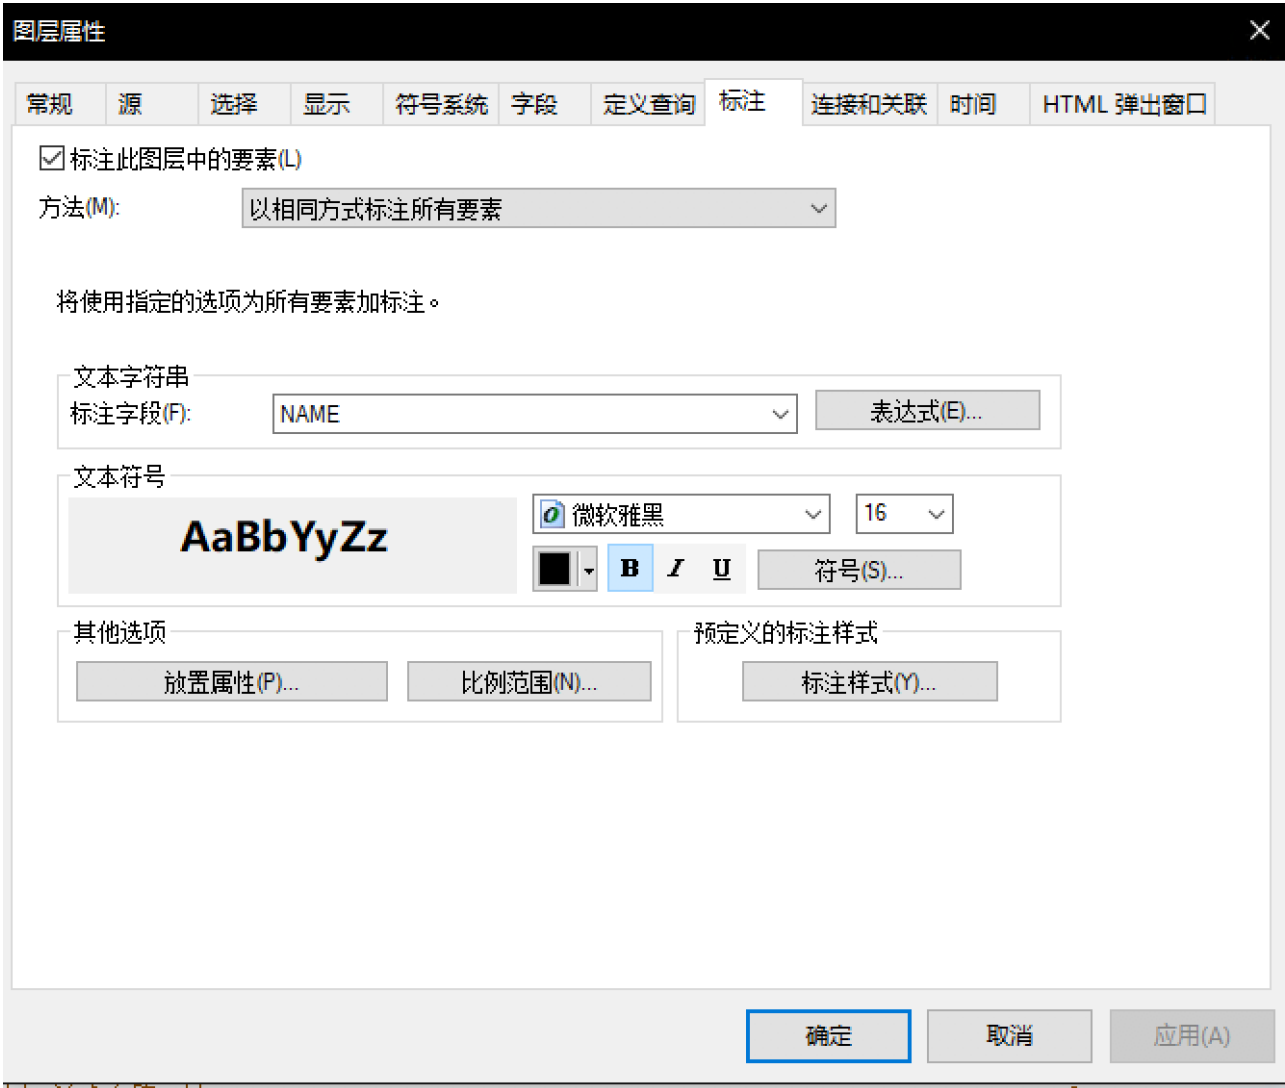 图层属性
常规 源 选择 显示 符号系统 字段 定义查询 标注 连接和关联 时间 HTML 弹出窗口
标注此图层中的要素(L)
方法(M): 以相同方式标注所有要素
将使用指定的选项为所有要素加标注。
文本字符串
标注字段(F): NAME 表达式(E)...
文本符号
AaBbYyZz
微软雅黑 16
B I U 符号(S)...
其他选项 预定义的标注样式
放置属性(P)... 比例范围(N)... 标注样式(Y)...
确定 取消 应用(A)